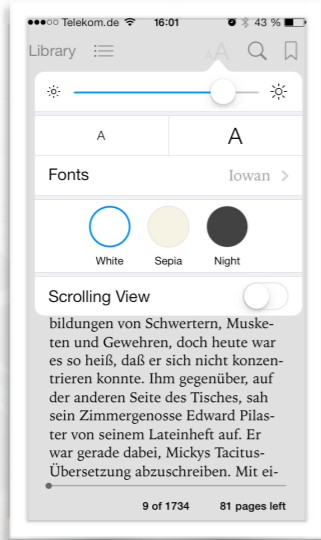 Telekom.de 16:01 43 %
Library AA
A A
Fonts Iowan >
White Sepia Night
Scrolling View
bildungen von Schwertern, Muske-
ten und Gewehren, doch heute war
es so heiß, daß er sich nicht konzen-
trieren konnte. Ihm gegenüber, auf
der anderen Seite des Tisches, sah
sein Zimmergenosse Edward Pilas-
ter von seinem Lateinheft auf. Er
war gerade dabei, Mickys Tacitus-
Übersetzung abzuschreiben. Mit ei-
9 of 1734 81 pages left